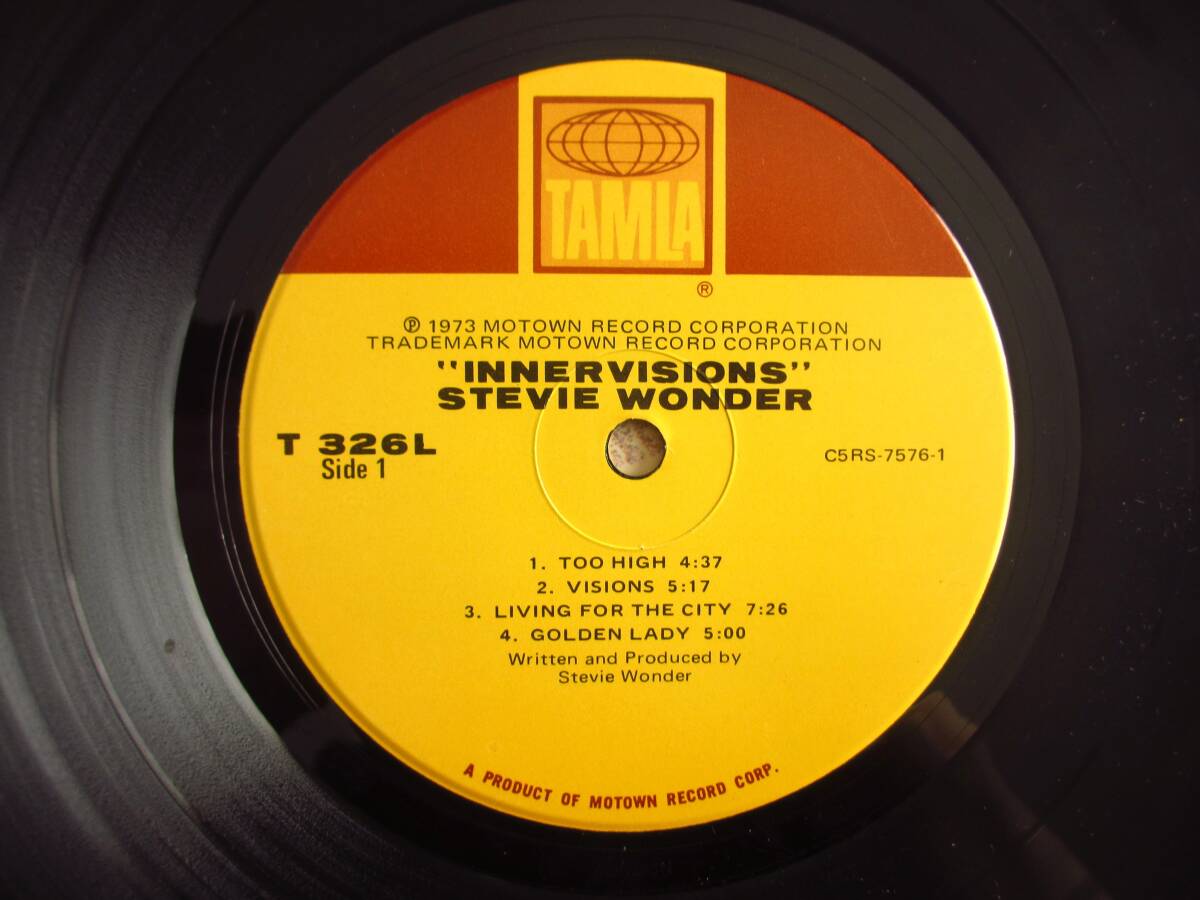 TAMLA
®
℗ 1973 MOTOWN RECORD CORPORATION
TRADEMARK MOTOWN RECORD CORPORATION
"INNERVISIONS"
STEVIE WONDER
T 326L
Side 1
C5RS-7576-1
1. TOO HIGH 4:37
2. VISIONS 5:17
3. LIVING FOR THE CITY 7:26
4. GOLDEN LADY 5:00
Written and Produced by
Stevie Wonder
A PRODUCT OF MOTOWN RECORD CORP.